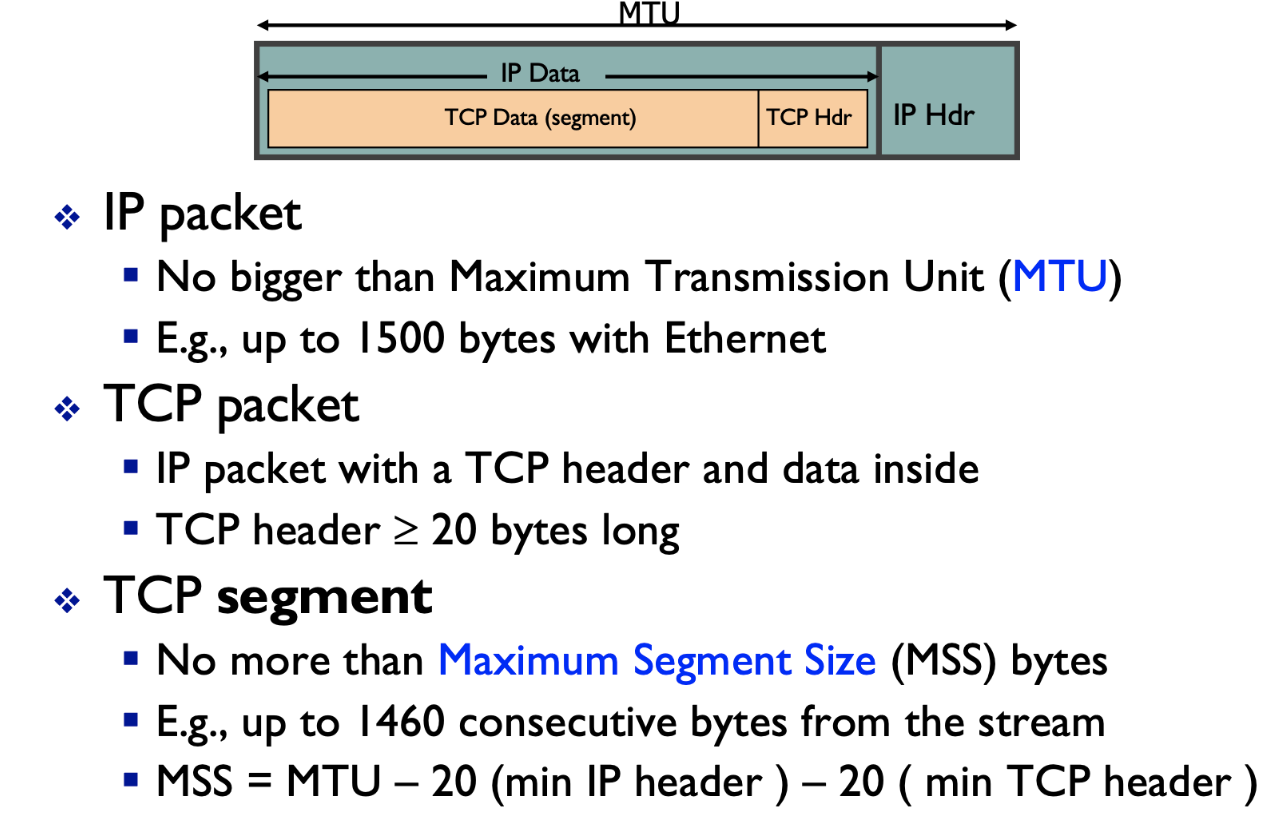 MTU
IP Data
TCP Data (segment)
TCP Hdr
IP Hdr
❖ IP packet
▪ No bigger than Maximum Transmission Unit (MTU)
▪ E.g., up to 1500 bytes with Ethernet
❖ TCP packet
▪ IP packet with a TCP header and data inside
▪ TCP header ≥ 20 bytes long
❖ TCP segment
▪ No more than Maximum Segment Size (MSS) bytes
▪ E.g., up to 1460 consecutive bytes from the stream
▪ MSS = MTU – 20 (min IP header ) – 20 ( min TCP header )